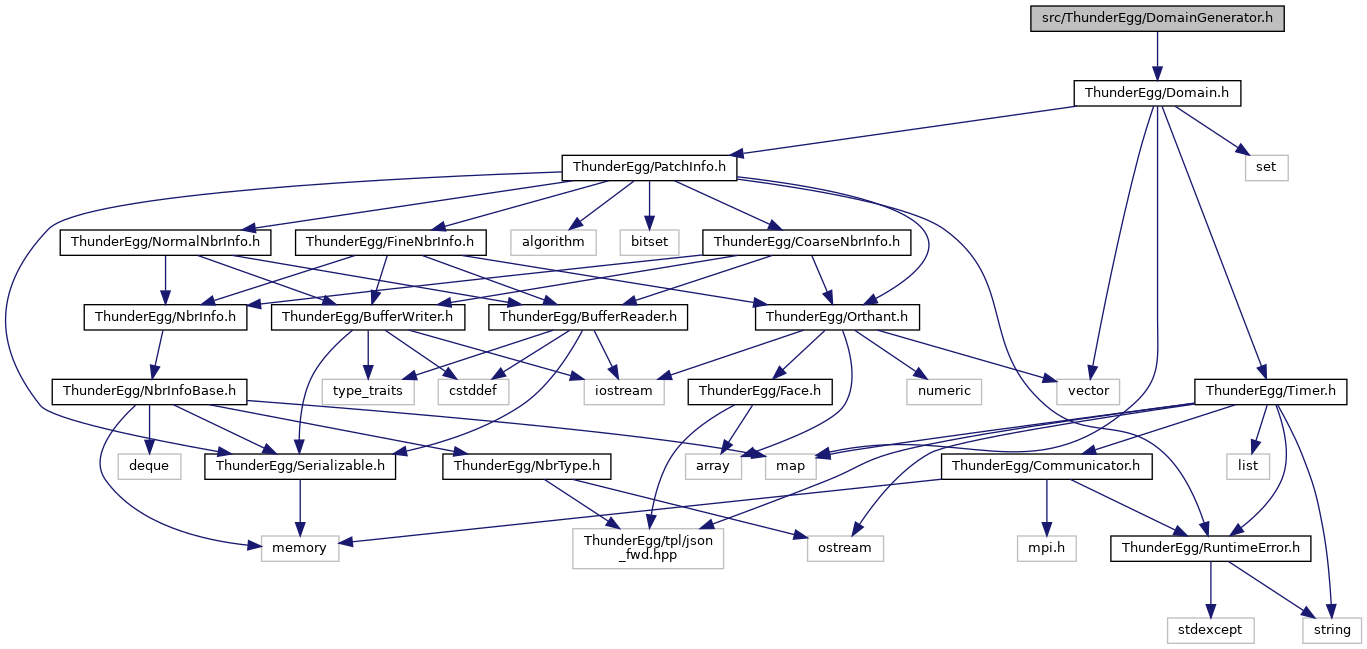 src/ThunderEgg/DomainGenerator.h
ThunderEgg/Domain.h
ThunderEgg/PatchInfo.h
set
ThunderEgg/NormalNbrInfo.h
ThunderEgg/FineNbrInfo.h
algorithm
bitset
ThunderEgg/CoarseNbrInfo.h
ThunderEgg/NbrInfo.h
ThunderEgg/BufferWriter.h
ThunderEgg/BufferReader.h
ThunderEgg/Orthant.h
ThunderEgg/NbrInfoBase.h
type_traits
cstddef
iostream
ThunderEgg/Face.h
numeric
vector
ThunderEgg/Timer.h
deque
ThunderEgg/Serializable.h
ThunderEgg/NbrType.h
array
map
ThunderEgg/Communicator.h
list
memory
ThunderEgg/tpl/json
_fwd.hpp
ostream
mpi.h
ThunderEgg/RuntimeError.h
stdexcept
string